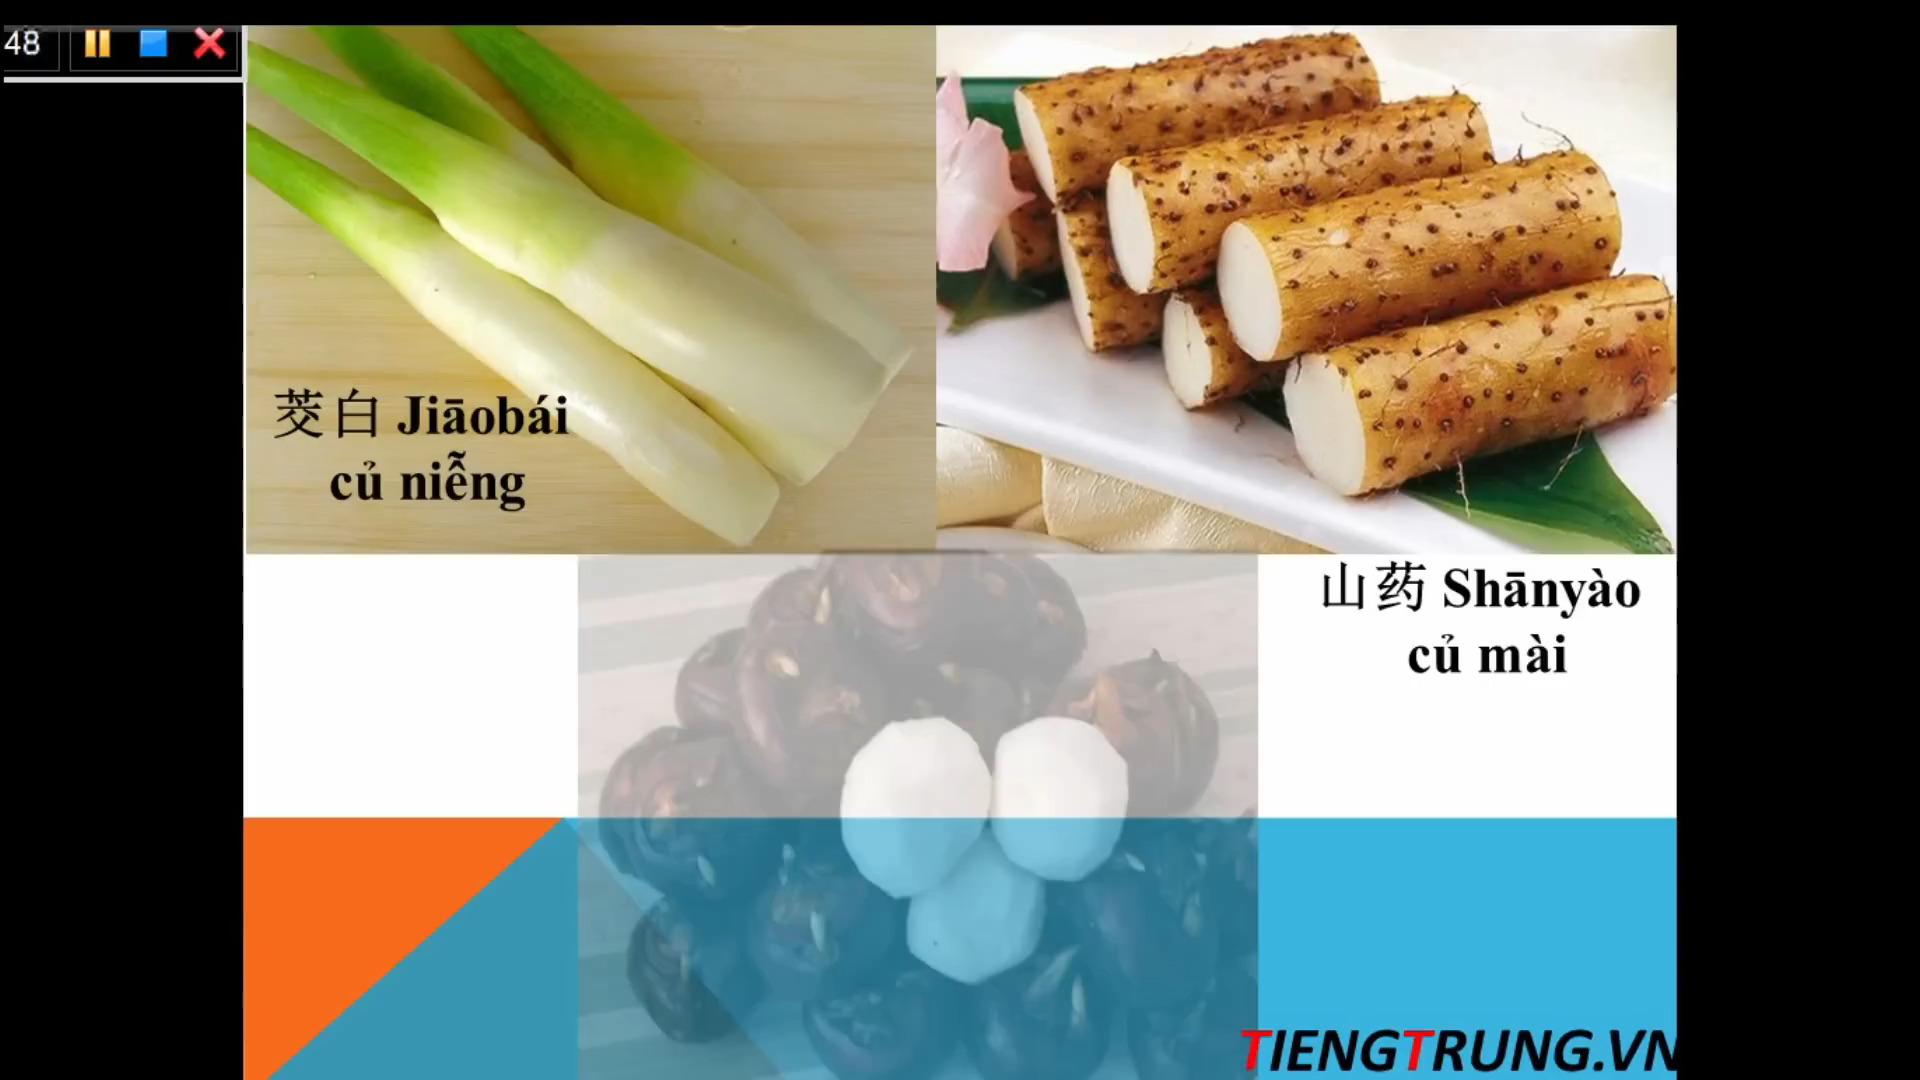 48
茭白 Jiāobái
củ niễng
山药 Shānyào
củ mài
TIENGTRUNG.VN